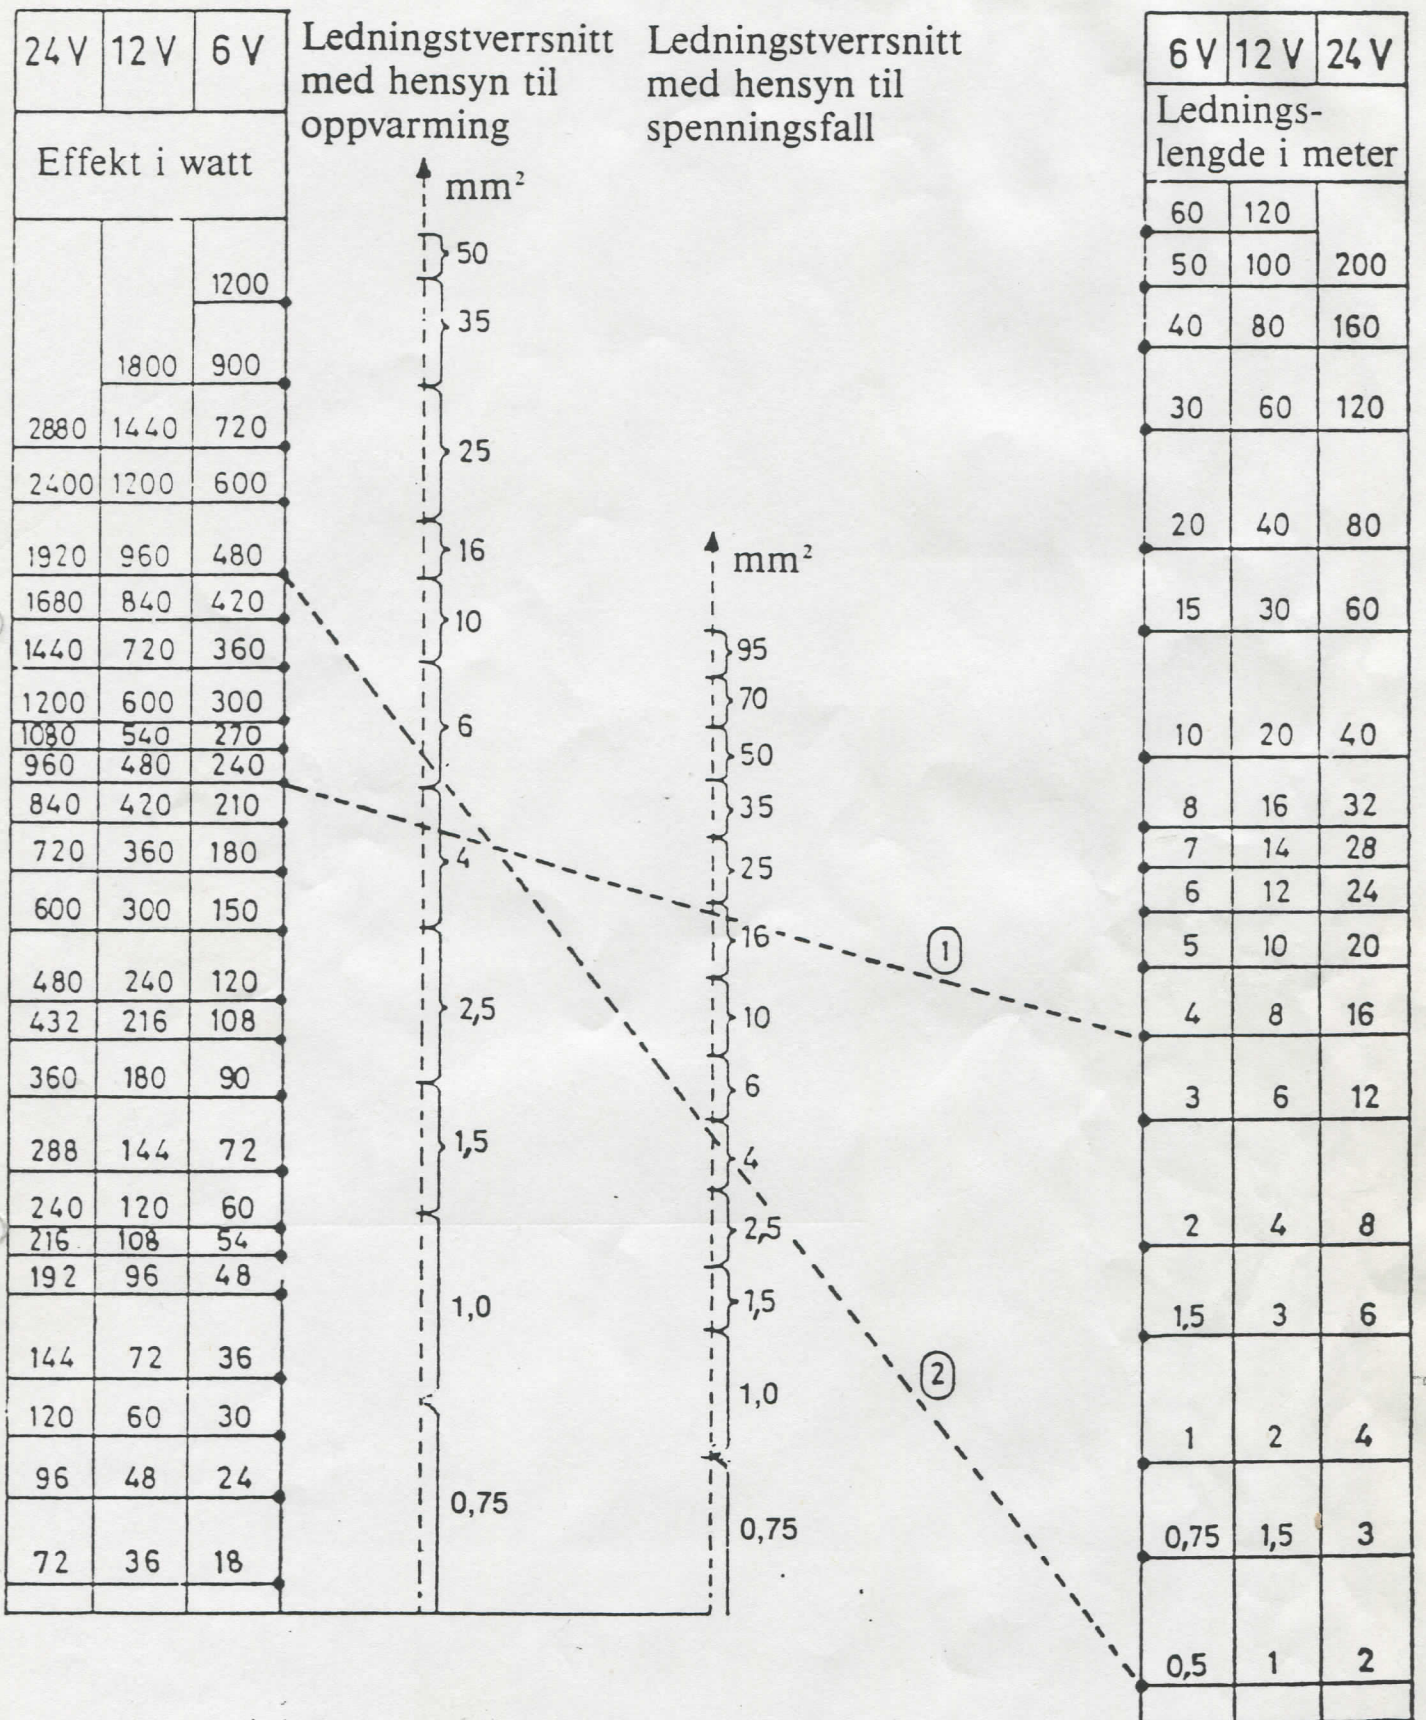 24 V 12 V 6 V
Effekt i watt
1200
1800 900
2880 1440 720
2400 1200 600
1920 960 480
1680 840 420
1440 720 360
1200 600 300
1080 540 270
960 480 240
840 420 210
720 360 180
600 300 150
480 240 120
432 216 108
360 180 90
288 144 72
240 120 60
216 108 54
192 96 48
144 72 36
120 60 30
96 48 24
72 36 18
Ledningstverrsnitt
med hensyn til
oppvarming
mm²
50
35
25
16
10
6
4
2,5
1,5
1,0
0,75
Ledningstverrsnitt
med hensyn til
spenningsfall
mm²
95
70
50
35
25
16
10
6
4
2,5
1,5
1,0
0,75
1
2
6 V 12 V 24 V
Lednings-
lengde i meter
60 120
50 100 200
40 80 160
30 60 120
20 40 80
15 30 60
10 20 40
8 16 32
7 14 28
6 12 24
5 10 20
4 8 16
3 6 12
2 4 8
1,5 3 6
1 2 4
0,75 1,5 3
0,5 1 2